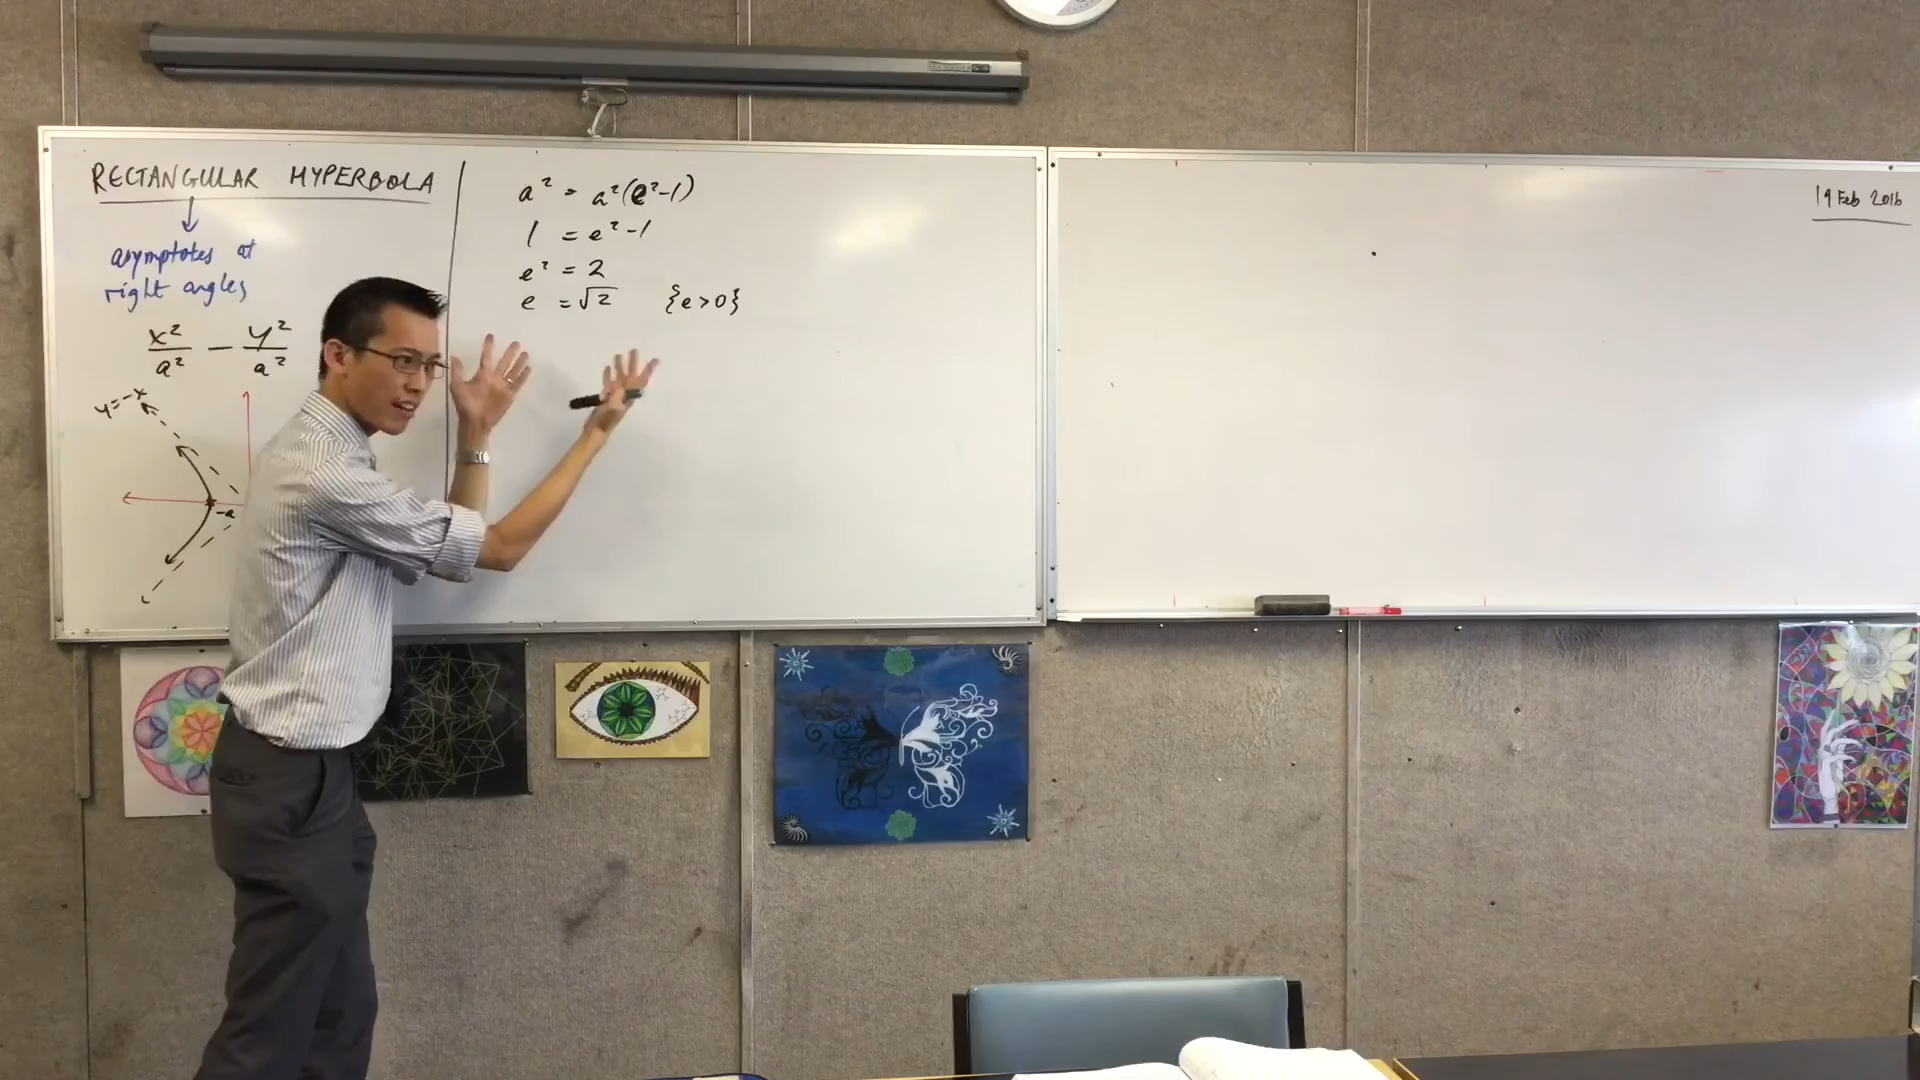 RECTANGULAR HYPERBOLA
asymptotes at
right angles
x²/a² − y²/a²
y=-x
-a
a² = a²(e²-1)
1 = e²-1
e² = 2
e = √2 {e>0}
19 Feb 2016